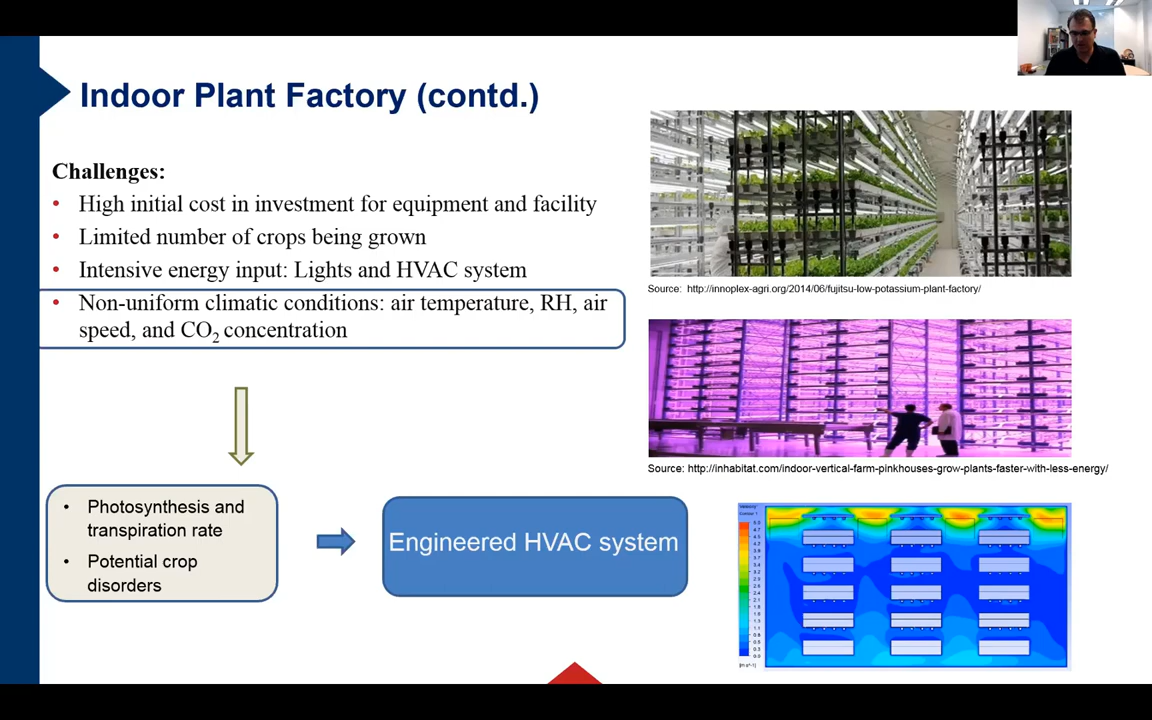 Indoor Plant Factory (contd.)
Challenges:
• High initial cost in investment for equipment and facility
• Limited number of crops being grown
• Intensive energy input: Lights and HVAC system
• Non-uniform climatic conditions: air temperature, RH, air
speed, and CO₂ concentration
• Photosynthesis and
transpiration rate
• Potential crop
disorders
Engineered HVAC system
Source: http://innoplex-agri.org/2014/06/fujitsu-low-potassium-plant-factory/
Source: http://inhabitat.com/indoor-vertical-farm-pinkhouses-grow-plants-faster-with-less-energy/
Contour 1
[m s^-1]